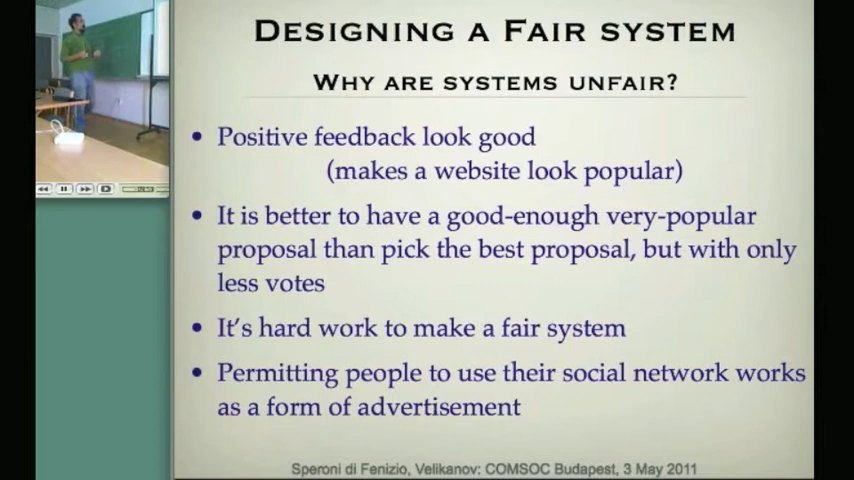 Designing a Fair system
Why are systems unfair?
• Positive feedback look good
(makes a website look popular)
• It is better to have a good-enough very-popular
proposal than pick the best proposal, but with only
less votes
• It's hard work to make a fair system
• Permitting people to use their social network works
as a form of advertisement
Speroni di Fenizio, Velikanov: COMSOC Budapest, 3 May 2011